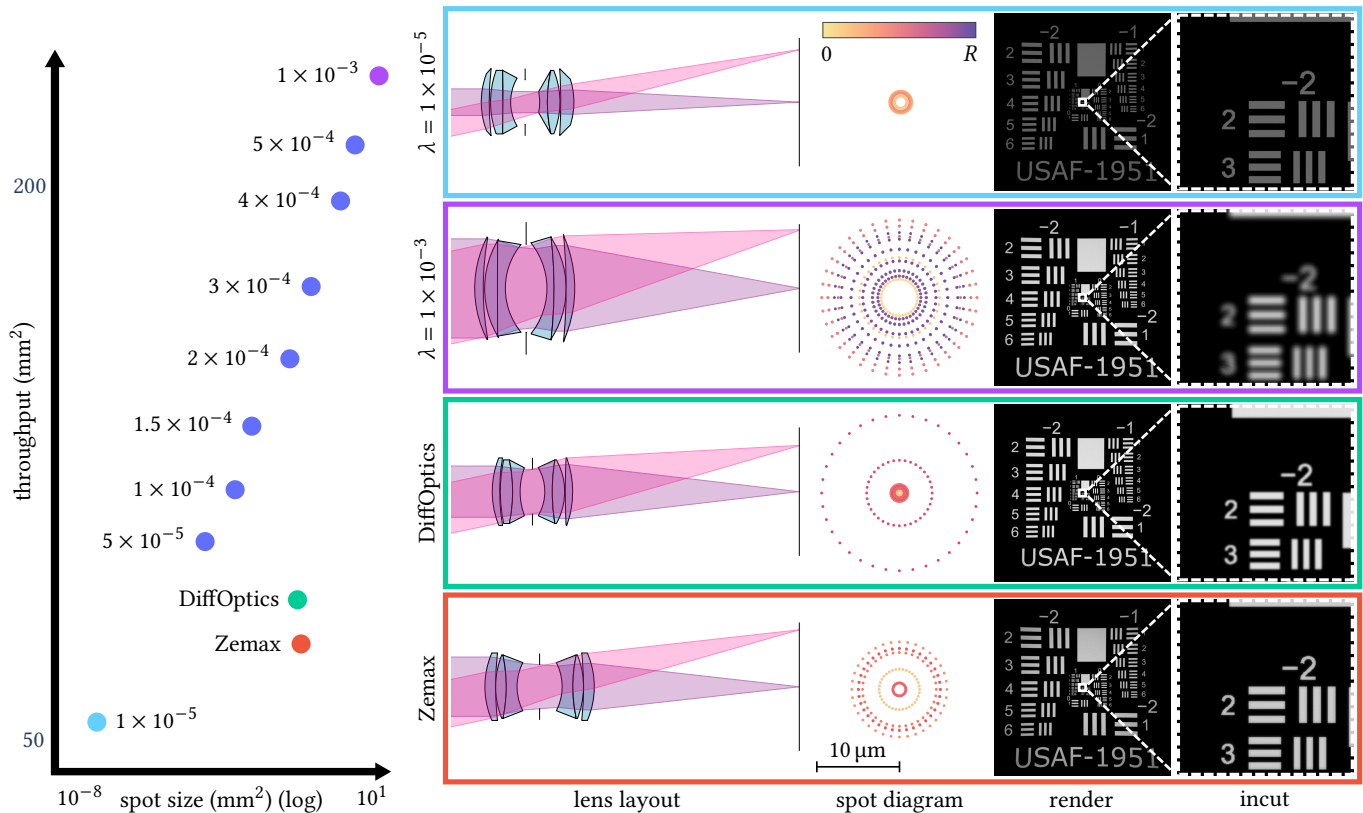 1 × 10⁻³
5 × 10⁻⁴
200
4 × 10⁻⁴
3 × 10⁻⁴
throughput (mm²)
2 × 10⁻⁴
1.5 × 10⁻⁴
1 × 10⁻⁴
5 × 10⁻⁵
DiffOptics
Zemax
1 × 10⁻⁵
50
10⁻⁸ spot size (mm²) (log) 10¹
λ = 1 × 10⁻⁵
0 R
−2 −1
2
3
4
5
6
−2
1
USAF-1951
−2
2
3
λ = 1 × 10⁻³
−2 −1
2
3
4
5
6
−2
1
USAF-1951
−2
2
3
DiffOptics
−2 −1
2
3
4
5
6
−2
1
USAF-1951
−2
2
3
Zemax
10 μm
−2 −1
2
3
4
5
6
−2
1
USAF-1951
−2
2
3
lens layout spot diagram render incut